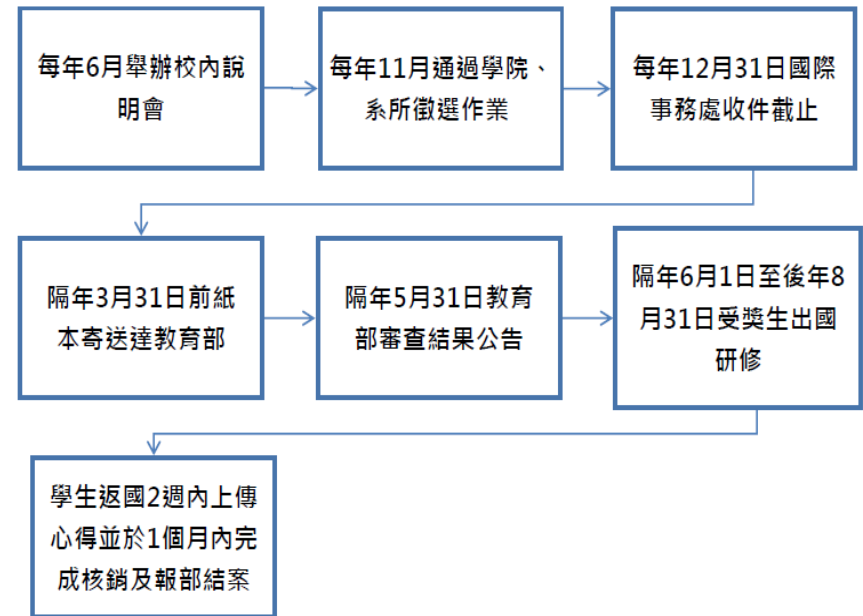 每年6月舉辦校內說
明會
每年11月通過學院、
系所徵選作業
每年12月31日國際
事務處收件截止
隔年3月31日前紙
本寄送達教育部
隔年5月31日教育
部審查結果公告
隔年6月1日至後年8
月31日受獎生出國
研修
學生返國2週內上傳
心得並於1個月內完
成核銷及報部結案